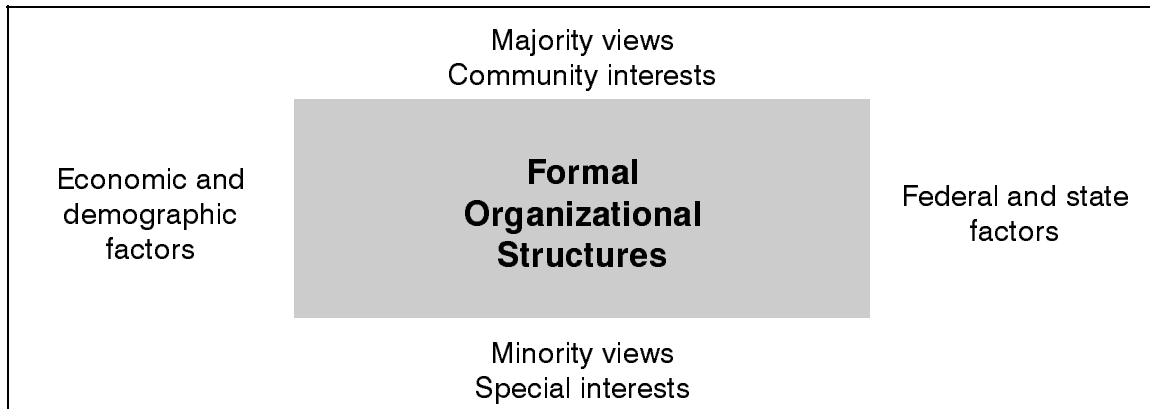 Majority views
Community interests
Economic and
demographic
factors
Formal
Organizational
Structures
Federal and state
factors
Minority views
Special interests